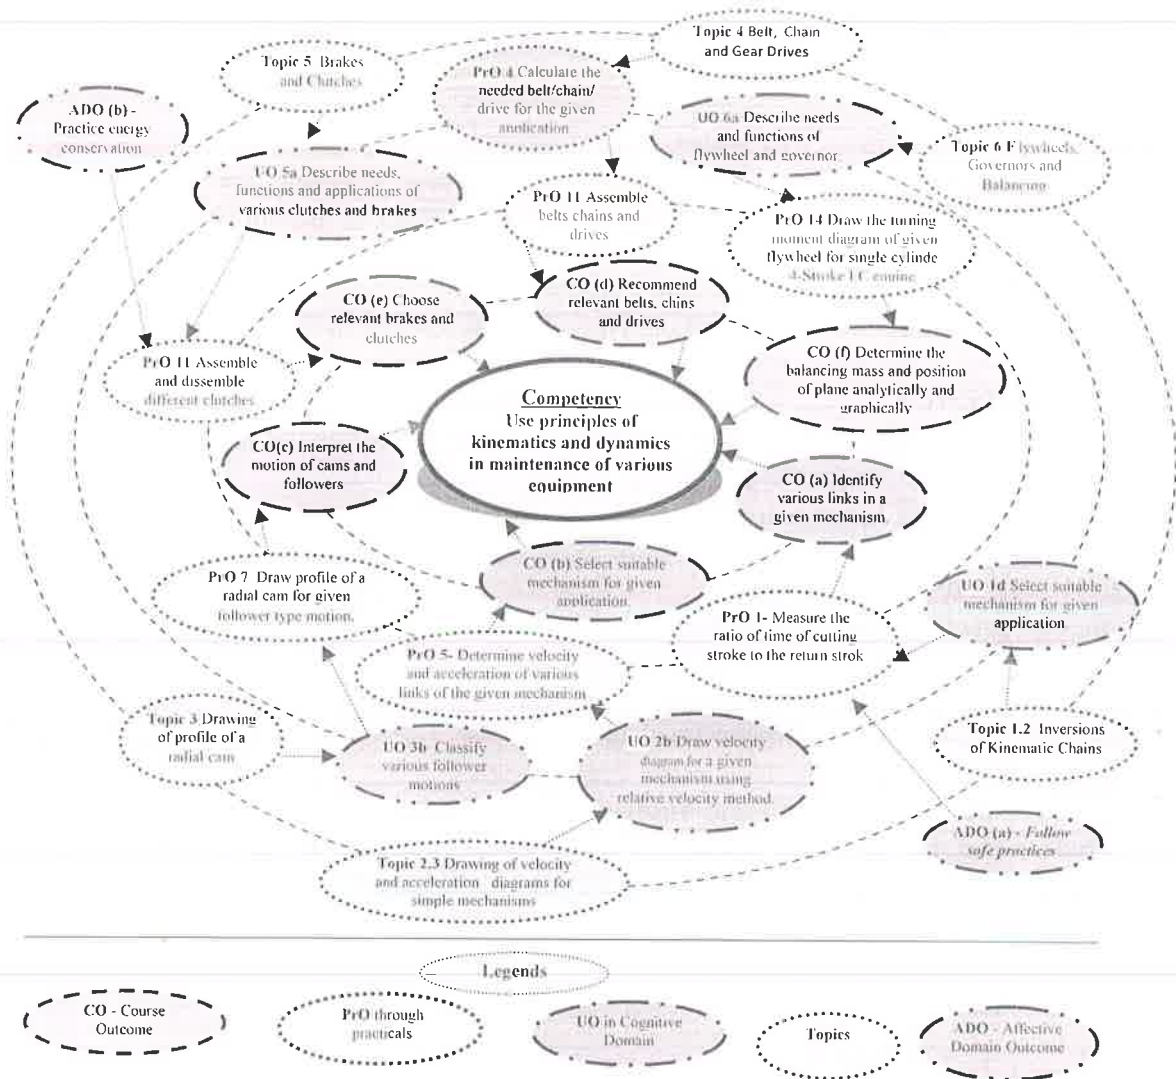 Topic 4 Belt, Chain
and Gear Drives
Topic 5 Brakes
and Clutches
PrO 4 Calculate the
needed belt/chain/
drive for the given
application
ADO (b) -
Practice energy
conservation
UO 6a Describe needs
and functions of
flywheel and governor
Topic 6 Flywheels,
Governors and
Balancing
UO 5a Describe needs,
functions and applications of
various clutches and brakes
PrO 11 Assemble
belts chains and
drives
PrO 14 Draw the turning
moment diagram of given
flywheel for single cylinde
4-Stroke I.C engine
CO (e) Choose
relevant brakes and
clutches
CO (d) Recommend
relevant belts, chins
and drives
PrO 11 Assemble
and dissemble
different clutches
CO (f) Determine the
balancing mass and position
of plane analytically and
graphically
Competency
Use principles of
kinematics and dynamics
in maintenance of various
equipment
CO(c) Interpret the
motion of cams and
followers
CO (a) Identify
various links in a
given mechanism
CO (b) Select suitable
mechanism for given
application.
PrO 7 Draw profile of a
radial cam for given
follower type motion.
UO 1d Select suitable
mechanism for given
application
PrO 1- Measure the
ratio of time of cutting
stroke to the return strok
PrO 5- Determine velocity
and acceleration of various
links of the given mechanism
Topic 3 Drawing
of profile of a
radial cam
UO 3b Classify
various follower
motions
UO 2b Draw velocity
diagram for a given
mechanism using
relative velocity method.
Topic 1.2 Inversions
of Kinematic Chains
ADO (a) - Follow
safe practices
Topic 2.3 Drawing of velocity
and acceleration diagrams for
simple mechanisms
Legends
CO - Course
Outcome
PrO through
practicals
UO in Cognitive
Domain
Topics
ADO - Affective
Domain Outcome